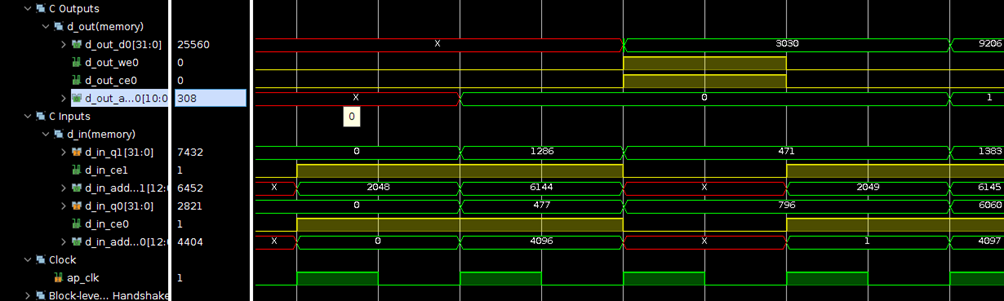 C Outputs
d_out(memory)
d_out_d0[31:0] 25560 X 3030 9206
d_out_we0 0
d_out_ce0 0
d_out_a...0[10:0 308 X 0 1
0
C Inputs
d_in(memory)
d_in_q1[31:0] 7432 0 1286 471 1383
d_in_ce1 1
d_in_add...1[12:0 6452 X 2048 6144 X 2049 6145
d_in_q0[31:0] 2821 0 477 796 6060
d_in_ce0 1
d_in_add...0[12:0 4404 X 0 4096 X 1 4097
Clock
ap_clk 1
Block-leve... Handshake